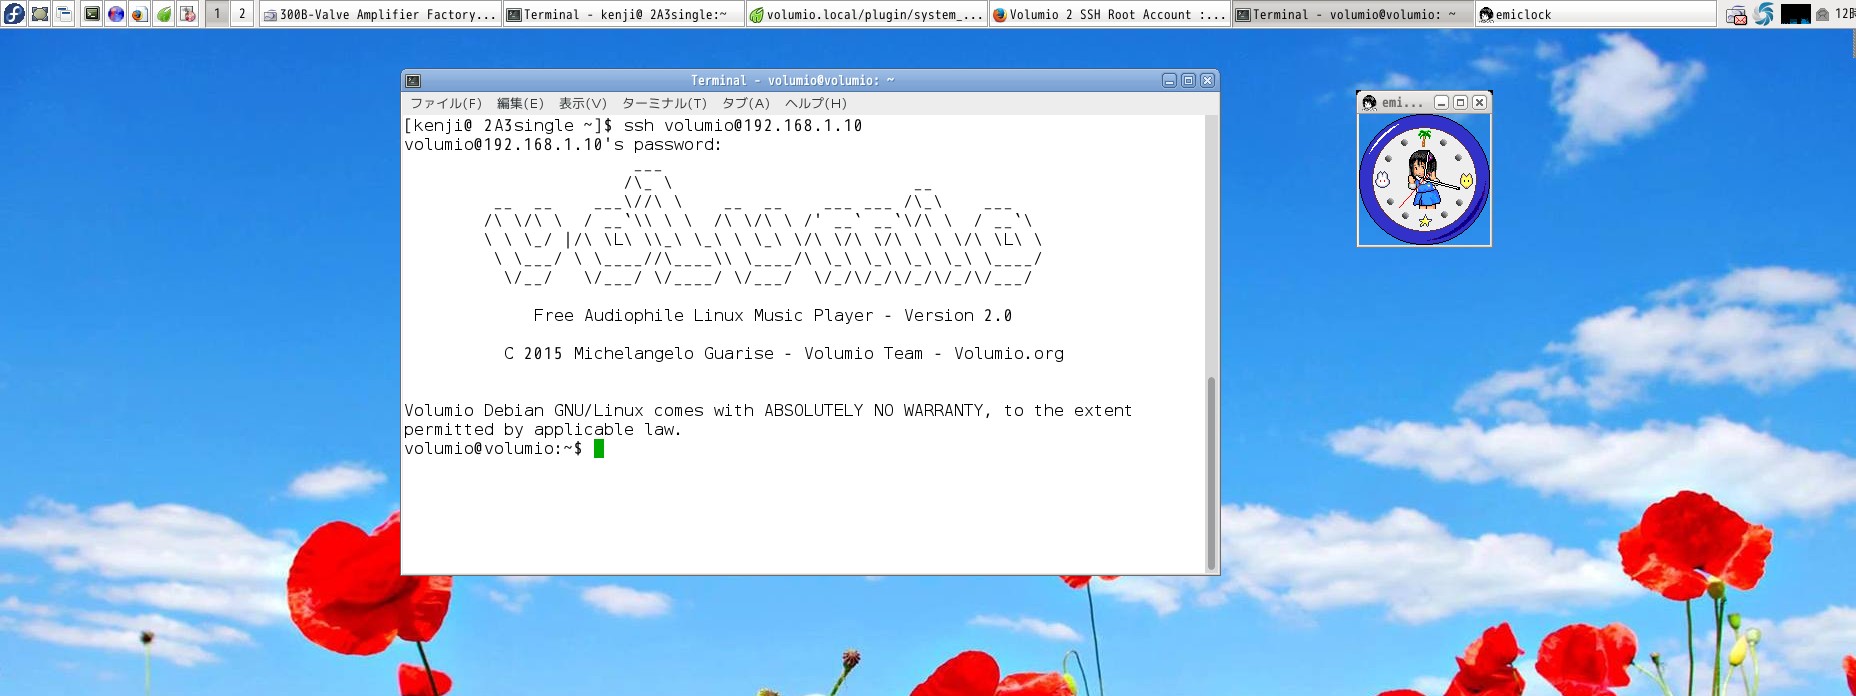 1
2
300B-Valve Amplifier Factory...
Terminal - kenji@ 2A3single:~
volumio.local/plugin/system_...
Volumio 2 SSH Root Account :...
Terminal - volumio@volumio: ~
emiclock
12時
Terminal - volumio@volumio: ~
ファイル(F) 編集(E) 表示(V) ターミナル(T) タブ(A) ヘルプ(H)
[kenji@ 2A3single ~]$ ssh volumio@192.168.1.10
volumio@192.168.1.10's password:
volumio
Free Audiophile Linux Music Player - Version 2.0
C 2015 Michelangelo Guarise - Volumio Team - Volumio.org
Volumio Debian GNU/Linux comes with ABSOLUTELY NO WARRANTY, to the extent
permitted by applicable law.
volumio@volumio:~$
emi...